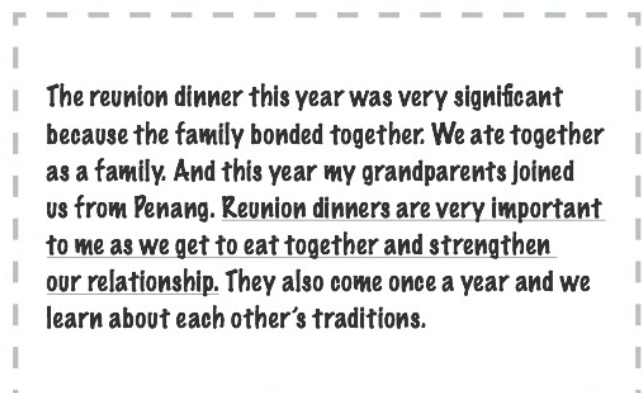 The reunion dinner this year was very significant
because the family bonded together. We ate together
as a family. And this year my grandparents joined
us from Penang. Reunion dinners are very important
to me as we get to eat together and strengthen
our relationship. They also come once a year and we
learn about each other's traditions.